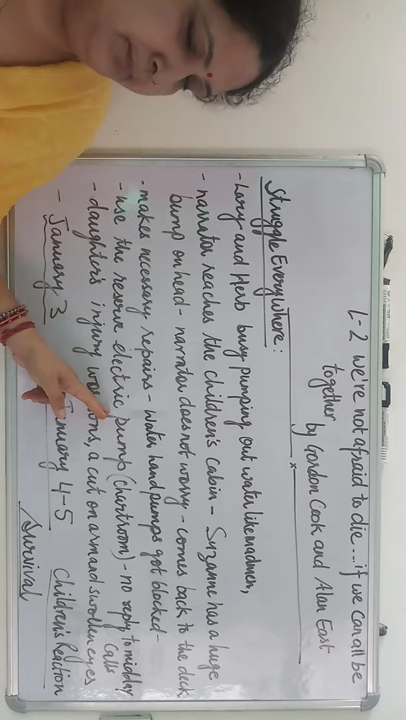 L-2 we're not afraid to die... if we can all be
together by Gordon Cook and Alan East
Struggle Everywhere:
- Larry and Herb busy pumping out water like madmen,
- narrator reaches the children's cabin - Suzanne has a huge
bump on head - narrator does not worry - comes back to the deck
- makes necessary repairs - water hand pumps got blocked -
- use the reserve electric pump (chartroom) - no reply to midday
calls
- daughter's injury a cut on arm and swollen eyes
- January 3 January 4-5 Children's Reaction
Survival